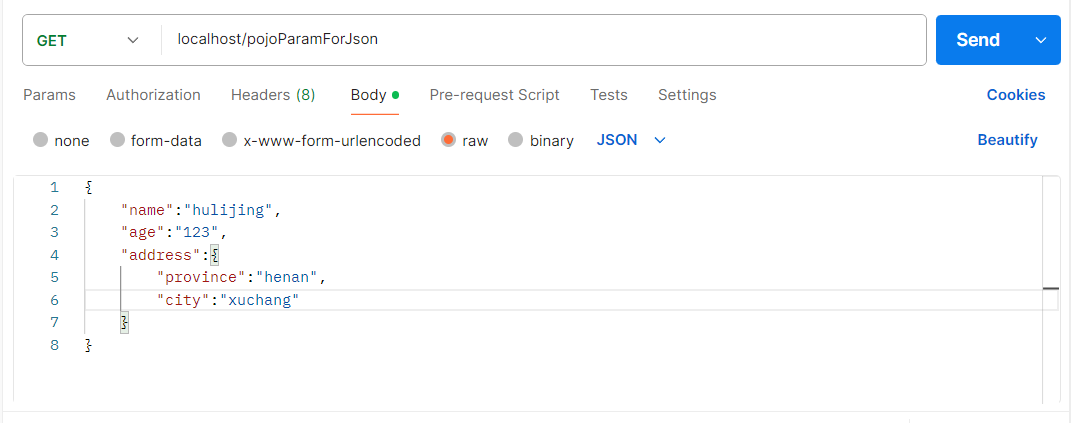 GET localhost/pojoParamForJson Send
Params Authorization Headers (8) Body Pre-request Script Tests Settings Cookies
none form-data x-www-form-urlencoded raw binary JSON Beautify
1 {
2 "name":"hulijing",
3 "age":"123",
4 "address":{
5 "province":"henan",
6 "city":"xuchang"
7 }
8 }